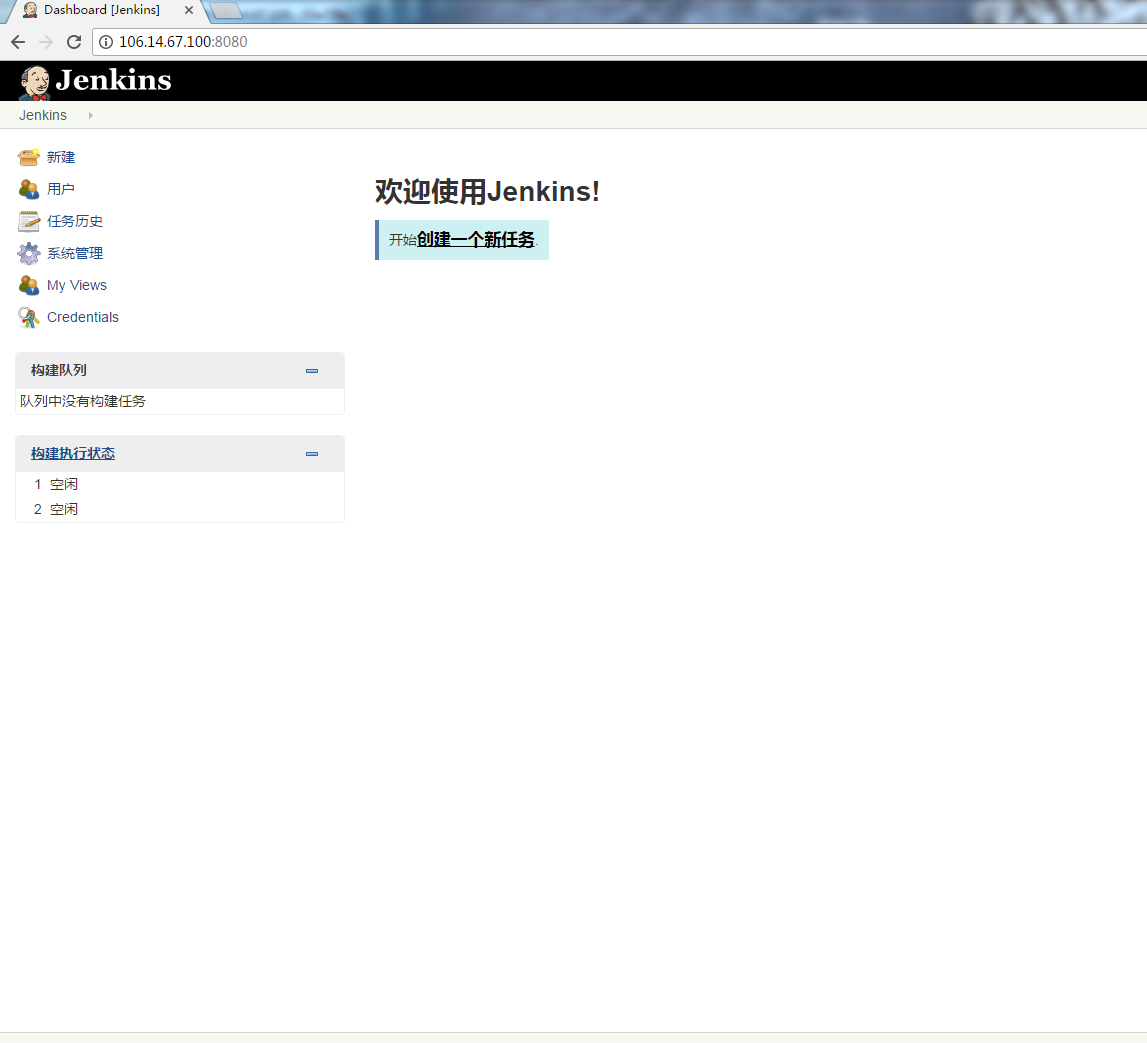 Dashboard [Jenkins]
106.14.67.100:8080
Jenkins
Jenkins
新建
用户
任务历史
系统管理
My Views
Credentials
构建队列
队列中没有构建任务
构建执行状态
1 空闲
2 空闲
欢迎使用Jenkins!
开始创建一个新任务.